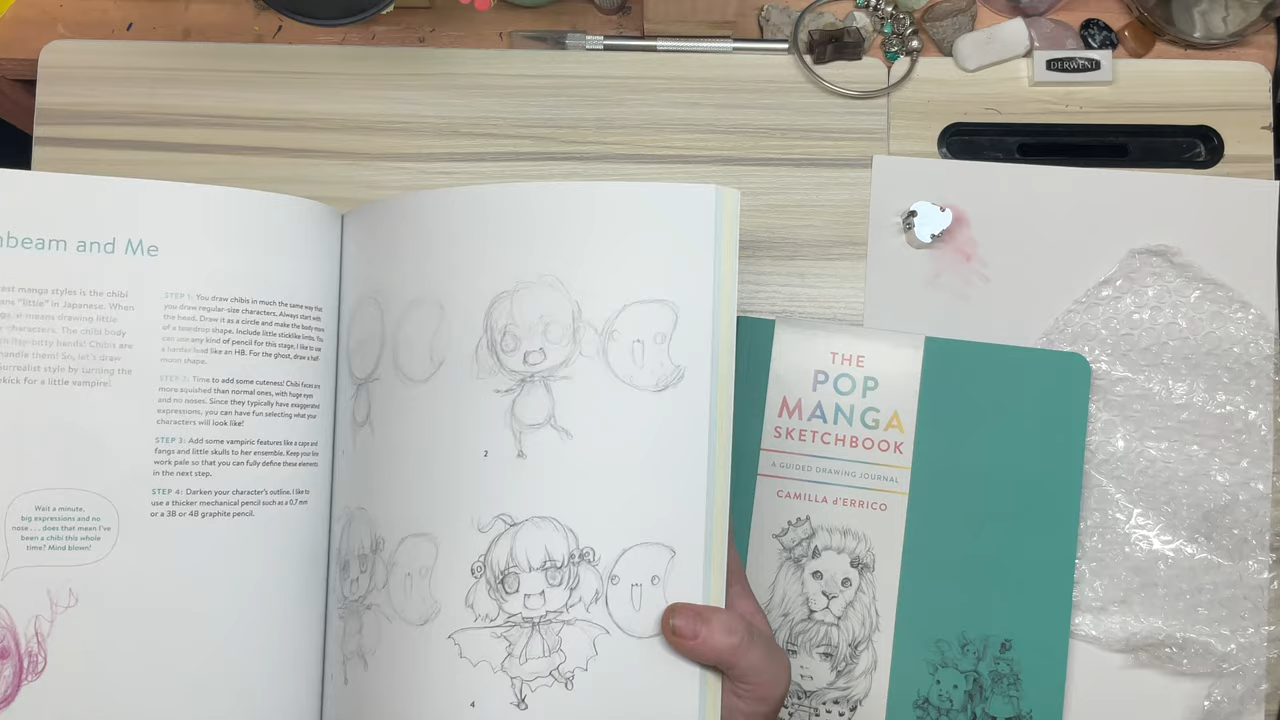 nbeam and Me
est manga styles is the chibi
ans "little" in Japanese. When
it means drawing little
characters. The chibi body
itty-bitty hands! Chibis are
handle them! So, let's draw
surrealist style by turning the
kick for a little vampire!
STEP 1: You draw chibis in much the same way that
you draw regular-size characters. Always start with
the head. Draw it as a circle and make the body more
of a teardrop shape. Include little sticklike limbs. You
can use any kind of pencil for this stage, I like to use
a harder lead like an HB. For the ghost, draw a half-
moon shape.
STEP 2: Time to add some cuteness! Chibi faces are
more squished than normal ones, with huge eyes
and no noses. Since they typically have exaggerated
expressions, you can have fun selecting what your
characters will look like!
STEP 3: Add some vampiric features like a cape and
fangs and little skulls to her ensemble. Keep your line
work pale so that you can fully define these elements
in the next step.
STEP 4: Darken your character's outline. I like to
use a thicker mechanical pencil such as a 0.7 mm
or a 3B or 4B graphite pencil.
Wait a minute,
big expressions and no
nose . . . does that mean I've
been a chibi this whole
time? Mind blown!
2
4
THE
POP
MANGA
SKETCHBOOK
A GUIDED DRAWING JOURNAL
CAMILLA d'ERRICO
DERWENT